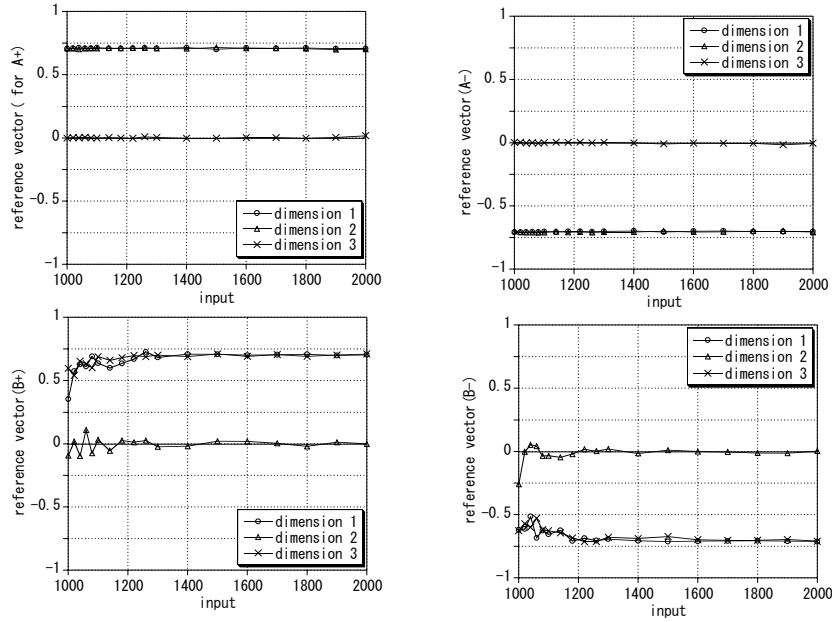 reference vector( for A+)
1
0.5
0
−0.5
−1
dimension 1
dimension 2
dimension 3
1000 1200 1400 1600 1800 2000
input
reference vector(A-)
1
0.5
0
−0.5
−1
dimension 1
dimension 2
dimension 3
1000 1200 1400 1600 1800 2000
input
reference vector(B+)
1
0.5
0
−0.5
−1
dimension 1
dimension 2
dimension 3
1000 1200 1400 1600 1800 2000
input
reference vector(B-)
1
0.5
0
−0.5
−1
dimension 1
dimension 2
dimension 3
1000 1200 1400 1600 1800 2000
input